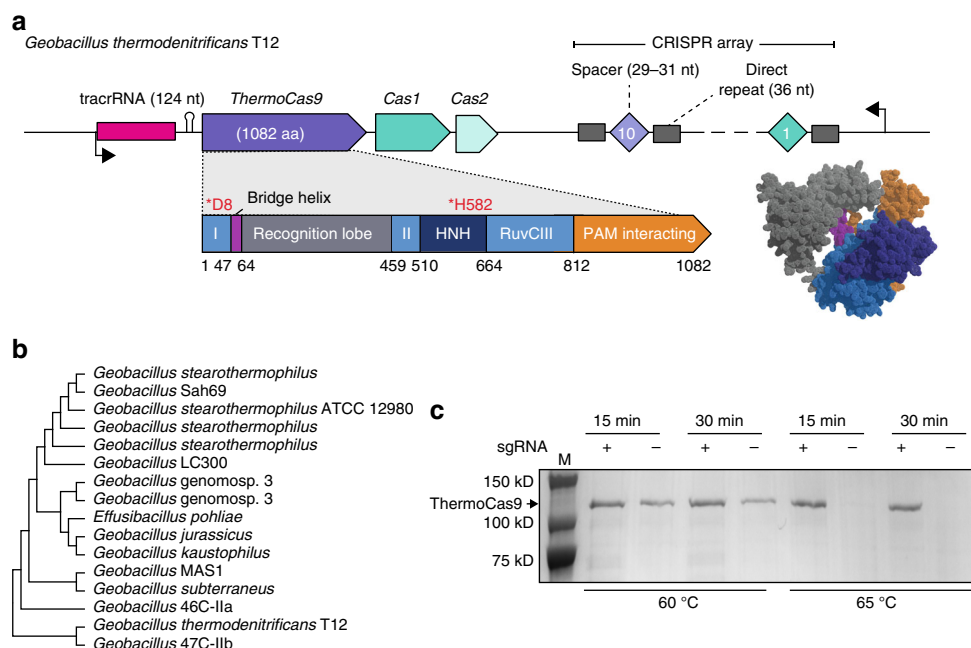 a
Geobacillus thermodenitrificans T12
CRISPR array
Spacer (29–31 nt)
Direct
repeat (36 nt)
tracrRNA (124 nt)
ThermoCas9
Cas1
Cas2
(1082 aa)
10
1
*D8
Bridge helix
*H582
I
Recognition lobe
II
HNH
RuvCIII
PAM interacting
1 47 64 459 510 664 812 1082
b
Geobacillus stearothermophilus
Geobacillus Sah69
Geobacillus stearothermophilus ATCC 12980
Geobacillus stearothermophilus
Geobacillus stearothermophilus
Geobacillus LC300
Geobacillus genomosp. 3
Geobacillus genomosp. 3
Effusibacillus pohliae
Geobacillus jurassicus
Geobacillus kaustophilus
Geobacillus MAS1
Geobacillus subterraneus
Geobacillus 46C-IIa
Geobacillus thermodenitrificans T12
Geobacillus 47C-IIb
c
15 min 30 min 15 min 30 min
sgRNA + – + – + – + –
M
150 kD
ThermoCas9
100 kD
75 kD
60 °C 65 °C